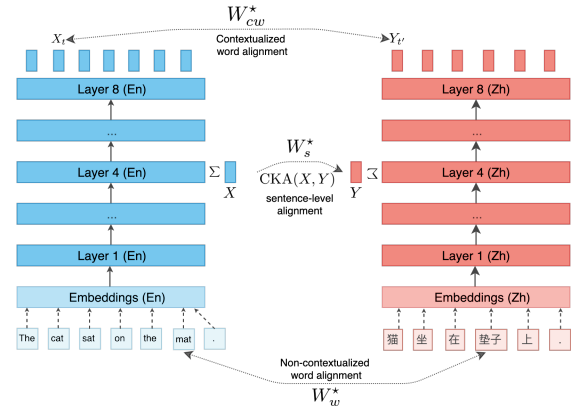 W*cw
Xt
Contextualized
word alignment
Yt′
Layer 8 (En)
Layer 8 (Zh)
...
...
W*s
Layer 4 (En)
Σ
X
CKA(X, Y)
Y
Σ
Layer 4 (Zh)
sentence-level
alignment
...
...
Layer 1 (En)
Layer 1 (Zh)
Embeddings (En)
Embeddings (Zh)
The cat sat on the mat .
猫 坐 在 垫子 上 .
Non-contextualized
word alignment
W*w